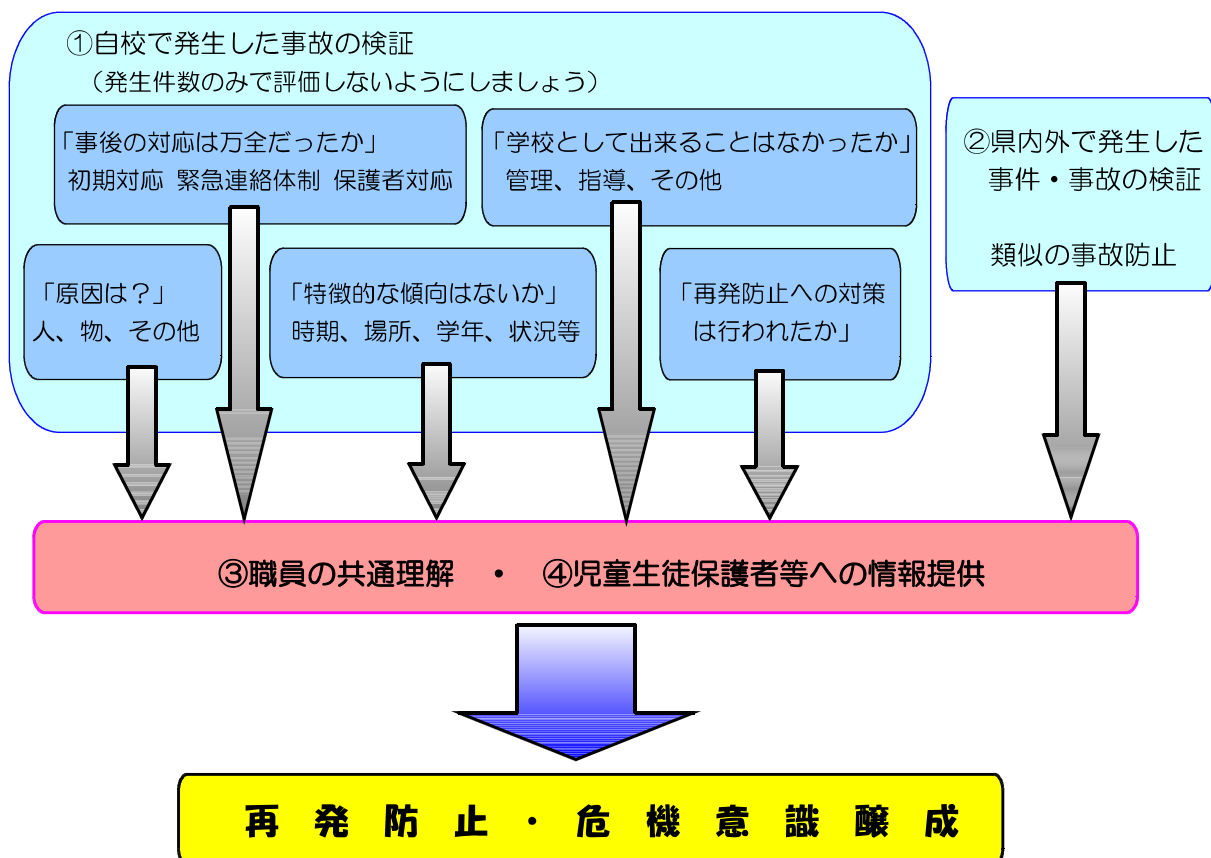 ①自校で発生した事故の検証
（発生件数のみで評価しないようにしましょう）
「事後の対応は万全だったか」
初期対応 緊急連絡体制 保護者対応
「学校として出来ることはなかったか」
管理、指導、その他
「原因は？」
人、物、その他
「特徴的な傾向はないか」
時期、場所、学年、状況等
「再発防止への対策
は行われたか」
②県内外で発生した
事件・事故の検証
類似の事故防止
③職員の共通理解 ・ ④児童生徒保護者等への情報提供
再発防止・危機意識醸成